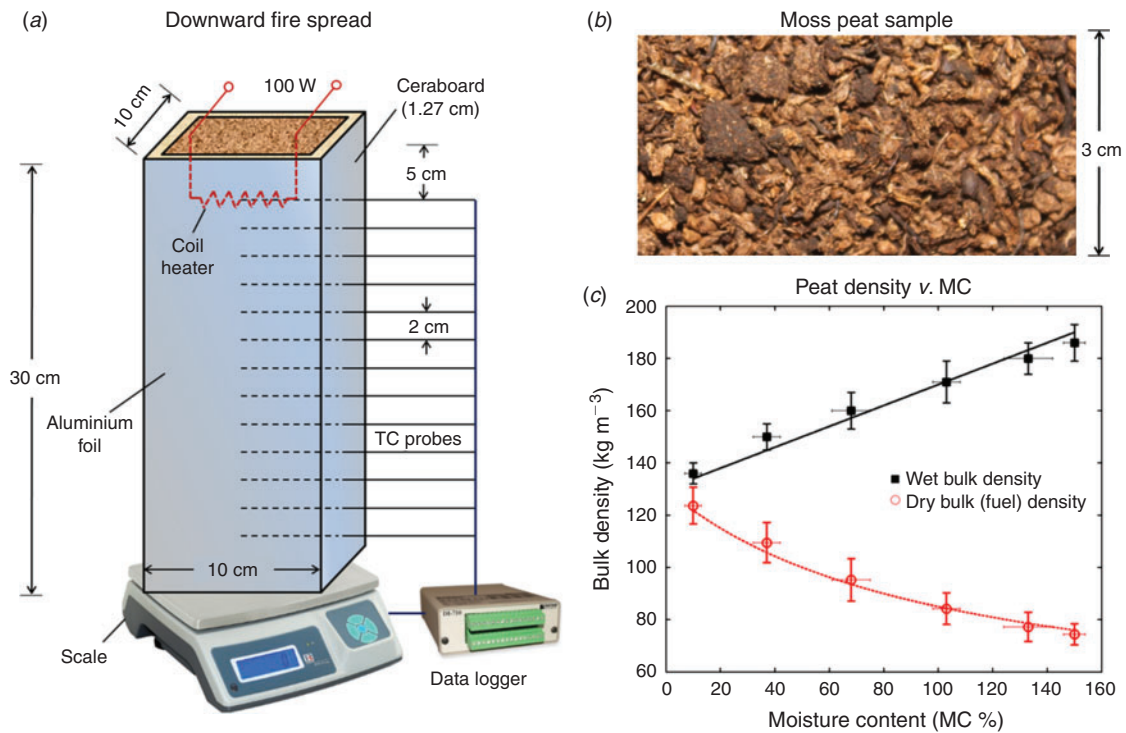 (a)
Downward fire spread
100 W
10 cm
Ceraboard
(1.27 cm)
5 cm
Coil
heater
2 cm
30 cm
Aluminium
foil
TC probes
10 cm
Scale
Data logger
(b)
Moss peat sample
3 cm
(c)
Peat density v. MC
Bulk density (kg m⁻³)
200
180
160
140
120
100
80
60
Wet bulk density
Dry bulk (fuel) density
0 20 40 60 80 100 120 140 160
Moisture content (MC %)